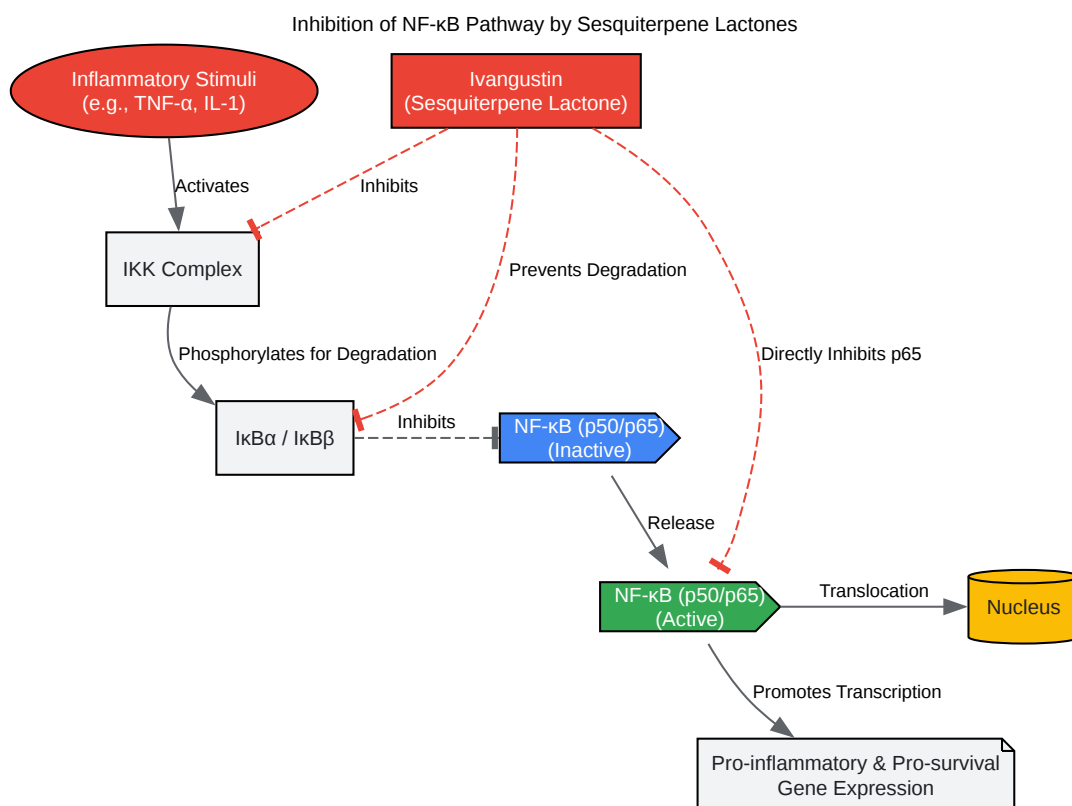 Inhibition of NF-κB Pathway by Sesquiterpene Lactones
Inflammatory Stimuli
(e.g., TNF-α, IL-1)
Ivangustin
(Sesquiterpene Lactone)
Activates
Inhibits
IKK Complex
Prevents Degradation
Phosphorylates for Degradation
Directly Inhibits p65
IκBα / IκBβ
Inhibits
NF-κB (p50/p65)
(Inactive)
Release
NF-κB (p50/p65)
(Active)
Translocation
Nucleus
Promotes Transcription
Pro-inflammatory & Pro-survival
Gene Expression